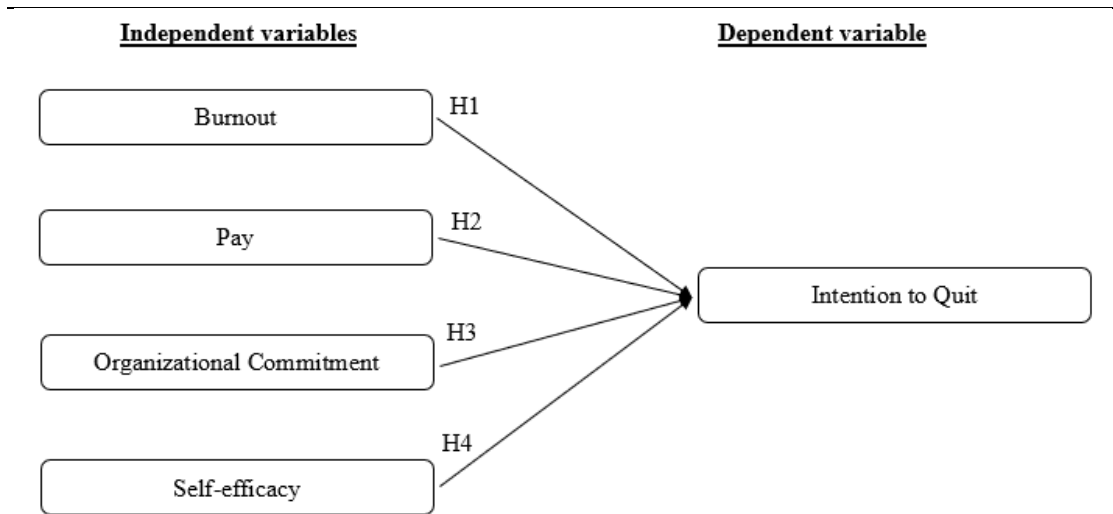 Independent variables
Dependent variable
Burnout
H1
Pay
H2
Intention to Quit
Organizational Commitment
H3
Self-efficacy
H4